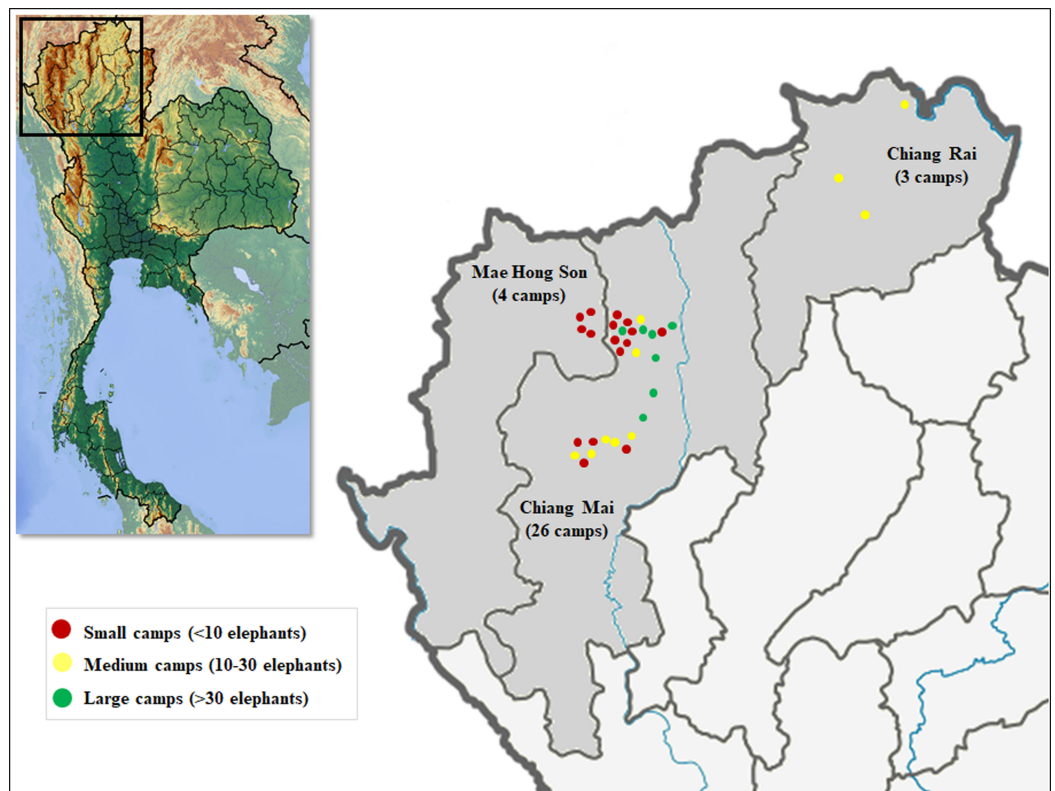 Chiang Rai
(3 camps)
Mae Hong Son
(4 camps)
Chiang Mai
(26 camps)
Small camps (<10 elephants)
Medium camps (10-30 elephants)
Large camps (>30 elephants)